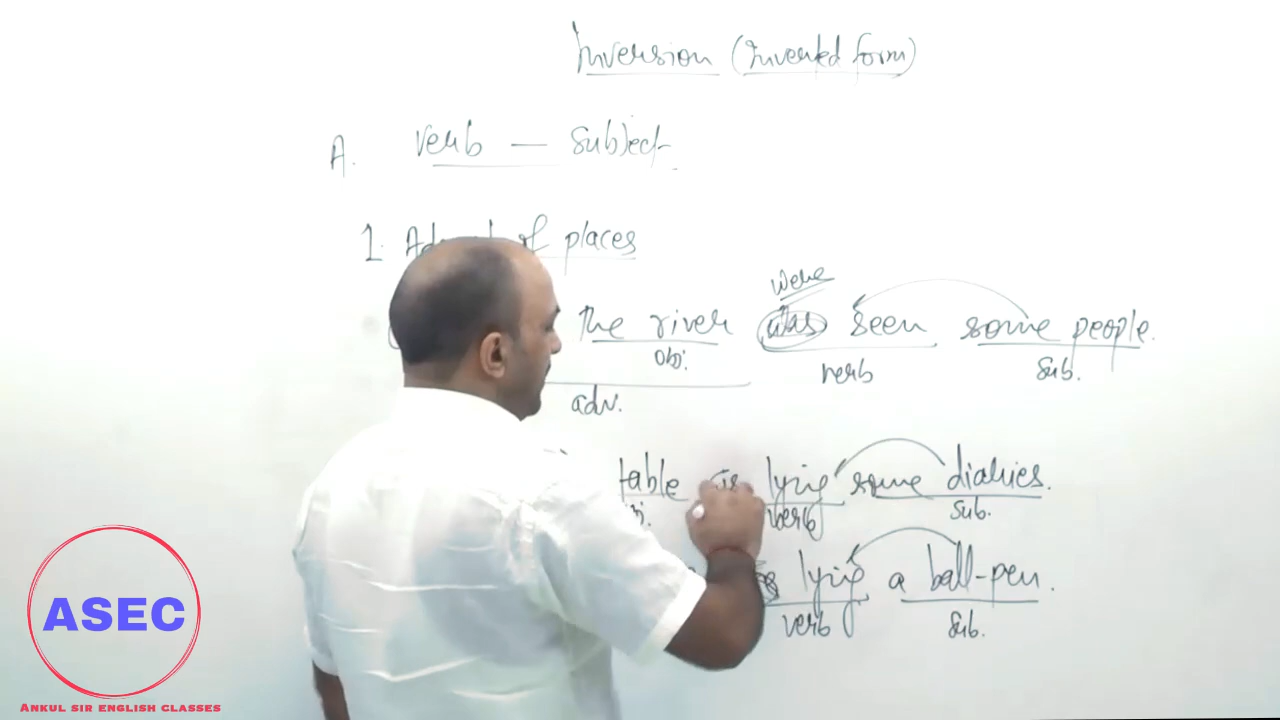 Inversion (Inverted form)
A. Verb — Subject
1. of places
were
the river was seen some people.
obj. verb sub.
adv.
table is lying some diaries.
verb sub.
lying a ball-pen.
verb sub.
ASEC
ANKUL SIR ENGLISH CLASSES